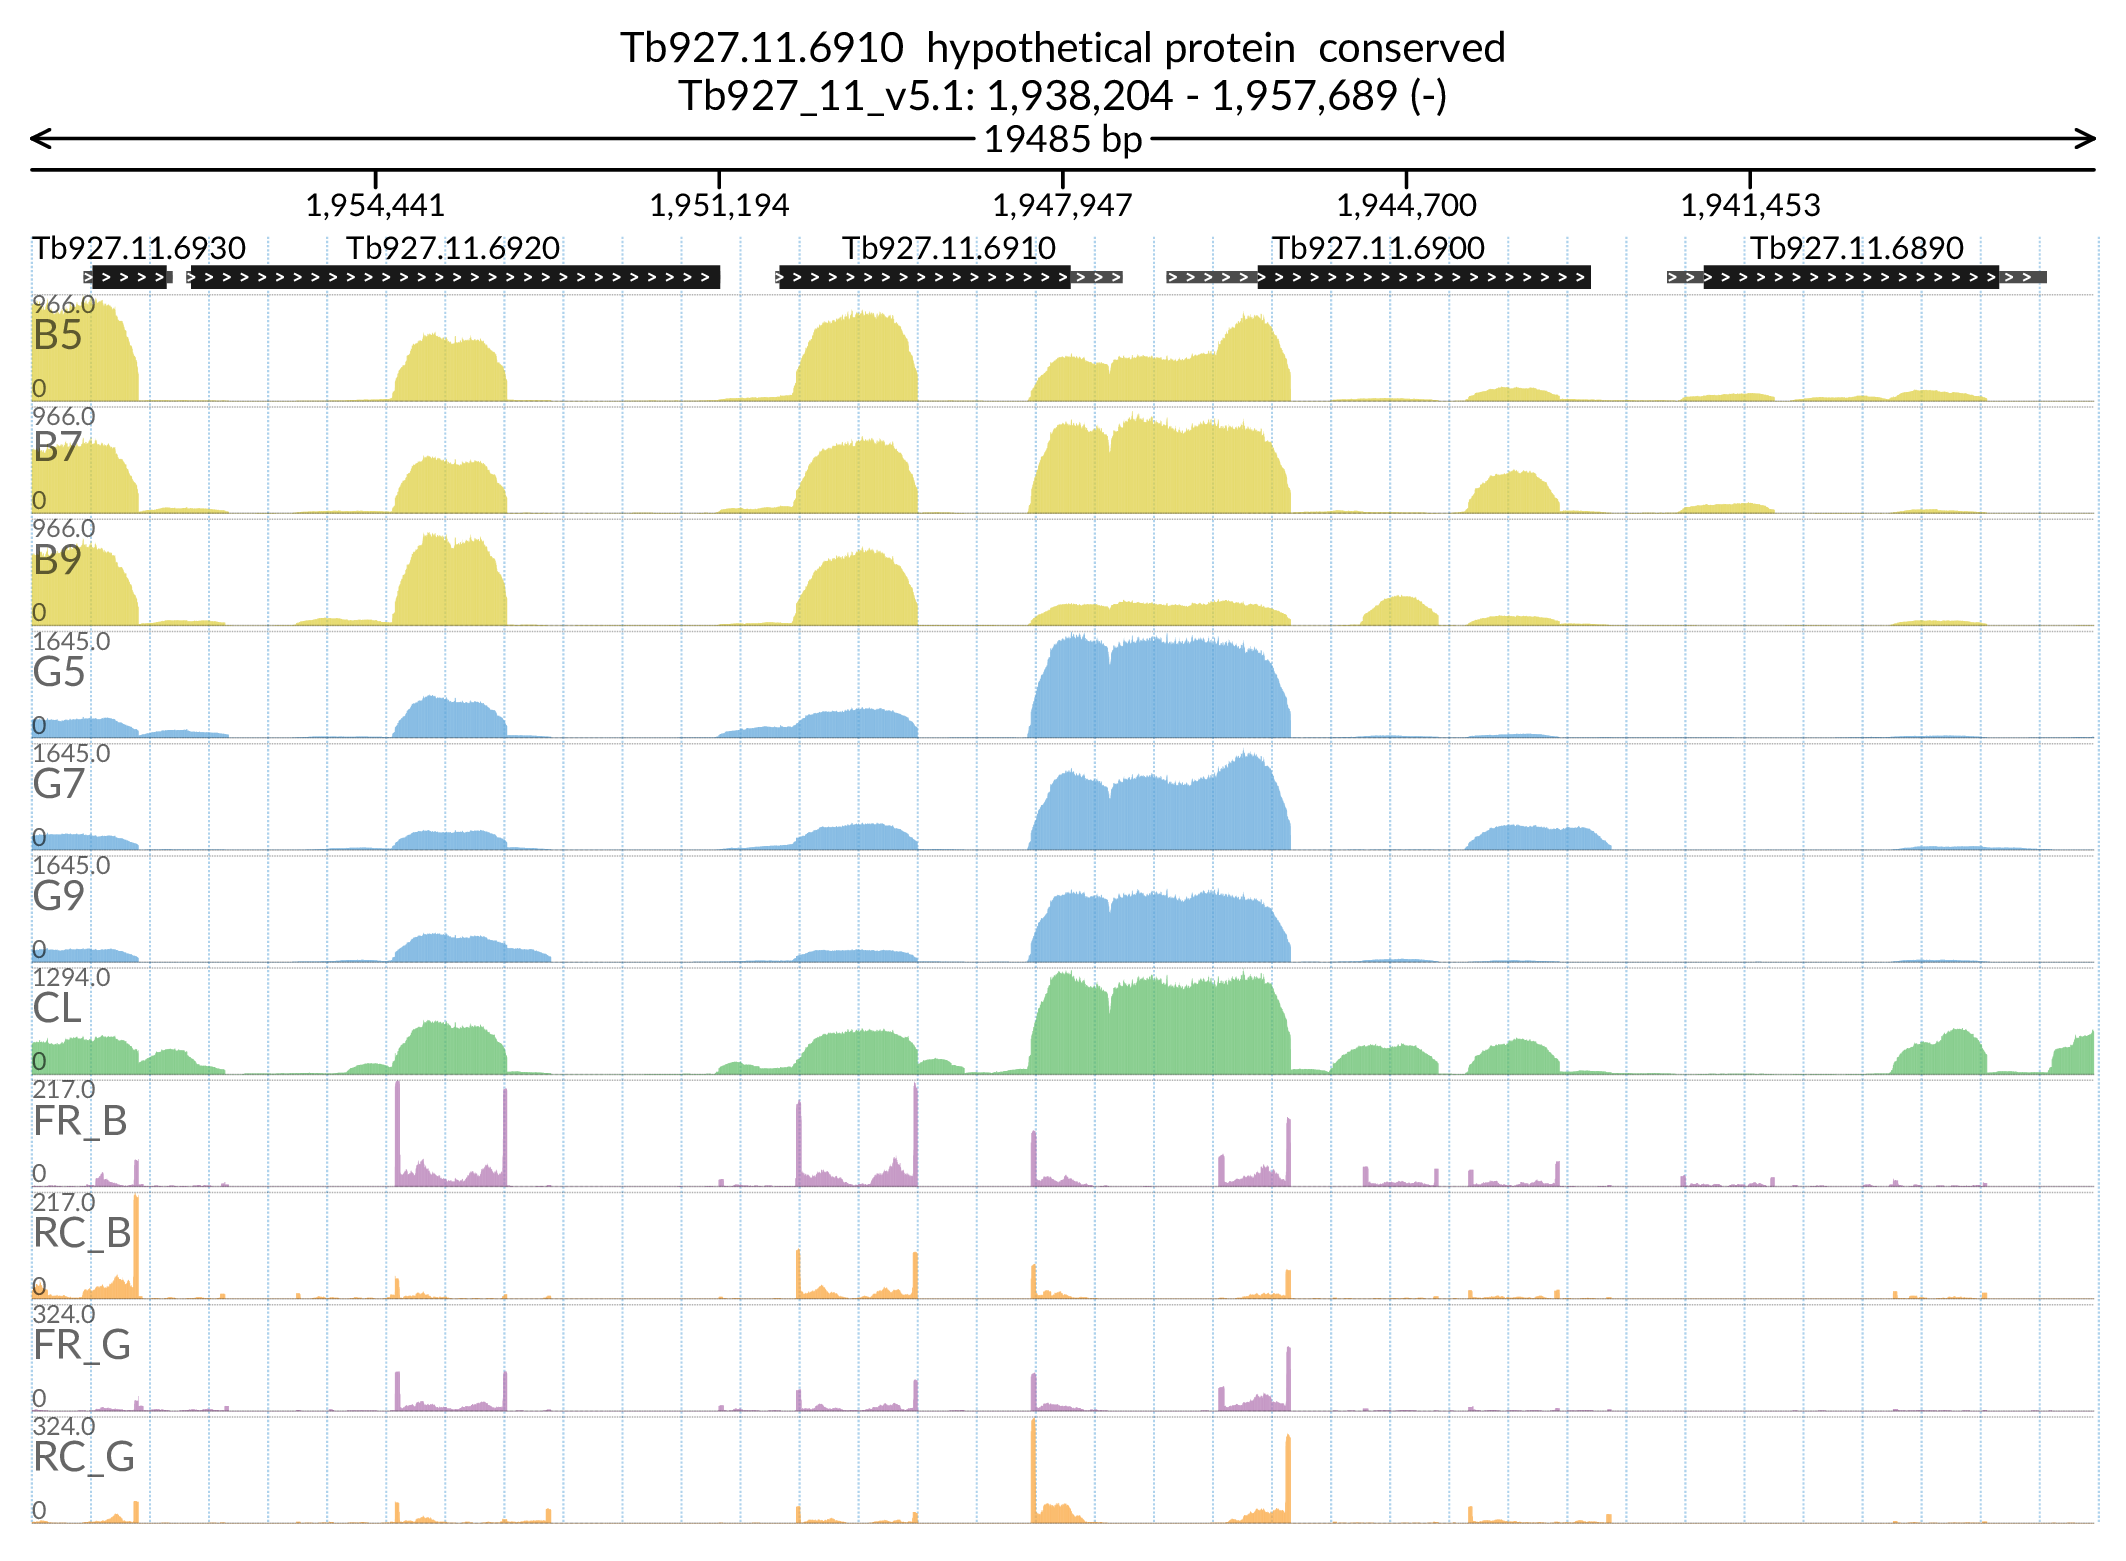 Tb927.11.6910 hypothetical protein conserved
Tb927_11_v5.1: 1,938,204 - 1,957,689 (-)
19485 bp
1,954,441 1,951,194 1,947,947 1,944,700 1,941,453
Tb927.11.6930 Tb927.11.6920 Tb927.11.6910 Tb927.11.6900 Tb927.11.6890
966.0
B5
0
966.0
B7
0
966.0
B9
0
1645.0
G5
0
1645.0
G7
0
1645.0
G9
0
1294.0
CL
0
217.0
FR_B
0
217.0
RC_B
0
324.0
FR_G
0
324.0
RC_G
0